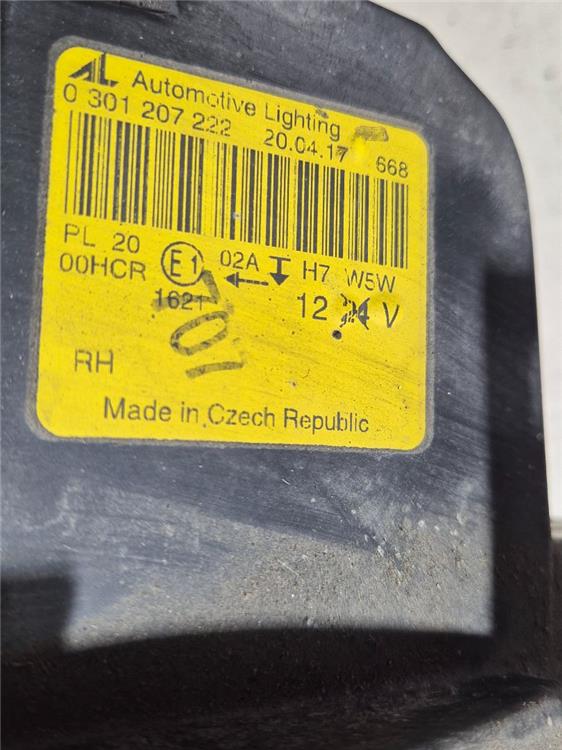 AL Automotive Lighting
0 301 207 222 20.04.17 668
PL 20 E1 02A H7 W5W
00HCR
1621 12 V
707
RH
Made in Czech Republic